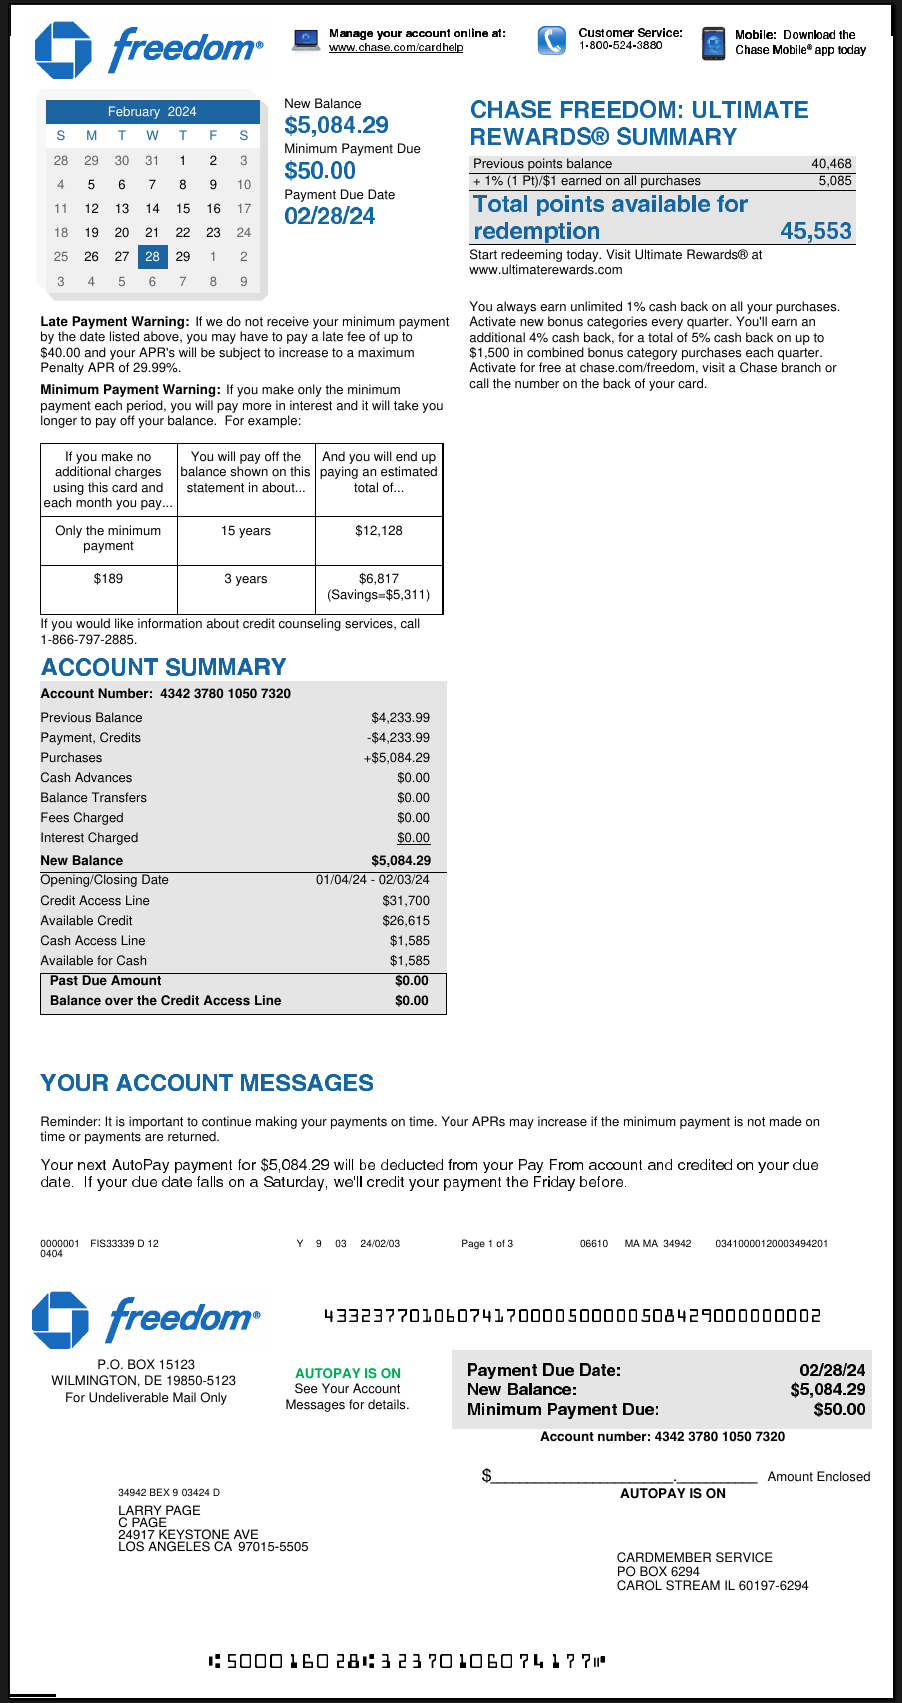 freedom®
Manage your account online at:
www.chase.com/cardhelp
Customer Service:
1-800-524-3880
Mobile: Download the
Chase Mobile® app today
February 2024
S M T W T F S
28 29 30 31 1 2 3
4 5 6 7 8 9 10
11 12 13 14 15 16 17
18 19 20 21 22 23 24
25 26 27 28 29 1 2
3 4 5 6 7 8 9
New Balance
$5,084.29
Minimum Payment Due
$50.00
Payment Due Date
02/28/24
Late Payment Warning: If we do not receive your minimum payment
by the date listed above, you may have to pay a late fee of up to
$40.00 and your APR's will be subject to increase to a maximum
Penalty APR of 29.99%.
Minimum Payment Warning: If you make only the minimum
payment each period, you will pay more in interest and it will take you
longer to pay off your balance. For example:
If you make no
additional charges
using this card and
each month you pay...
You will pay off the
balance shown on this
statement in about...
And you will end up
paying an estimated
total of...
Only the minimum
payment
15 years
$12,128
$189
3 years
$6,817
(Savings=$5,311)
If you would like information about credit counseling services, call
1-866-797-2885.
CHASE FREEDOM: ULTIMATE
REWARDS® SUMMARY
Previous points balance 40,468
+ 1% (1 Pt)/$1 earned on all purchases 5,085
Total points available for
redemption 45,553
Start redeeming today. Visit Ultimate Rewards® at
www.ultimaterewards.com
You always earn unlimited 1% cash back on all your purchases.
Activate new bonus categories every quarter. You'll earn an
additional 4% cash back, for a total of 5% cash back on up to
$1,500 in combined bonus category purchases each quarter.
Activate for free at chase.com/freedom, visit a Chase branch or
call the number on the back of your card.
ACCOUNT SUMMARY
Account Number: 4342 3780 1050 7320
Previous Balance $4,233.99
Payment, Credits -$4,233.99
Purchases +$5,084.29
Cash Advances $0.00
Balance Transfers $0.00
Fees Charged $0.00
Interest Charged $0.00
New Balance $5,084.29
Opening/Closing Date 01/04/24 - 02/03/24
Credit Access Line $31,700
Available Credit $26,615
Cash Access Line $1,585
Available for Cash $1,585
Past Due Amount $0.00
Balance over the Credit Access Line $0.00
YOUR ACCOUNT MESSAGES
Reminder: It is important to continue making your payments on time. Your APRs may increase if the minimum payment is not made on
time or payments are returned.
Your next AutoPay payment for $5,084.29 will be deducted from your Pay From account and credited on your due
date. If your due date falls on a Saturday, we'll credit your payment the Friday before.
0000001 FIS33339 D 12 Y 9 03 24/02/03 Page 1 of 3 06610 MA MA 34942 03410000120003494201
0404
freedom®
433237701060741700005000005084290000000002
P.O. BOX 15123
WILMINGTON, DE 19850-5123
For Undeliverable Mail Only
AUTOPAY IS ON
See Your Account
Messages for details.
Payment Due Date: 02/28/24
New Balance: $5,084.29
Minimum Payment Due: $50.00
Account number: 4342 3780 1050 7320
$ . Amount Enclosed
AUTOPAY IS ON
34942 BEX 9 03424 D
LARRY PAGE
C PAGE
24917 KEYSTONE AVE
LOS ANGELES CA 97015-5505
CARDMEMBER SERVICE
PO BOX 6294
CAROL STREAM IL 60197-6294
⑆500016028⑆32370106074177⑈